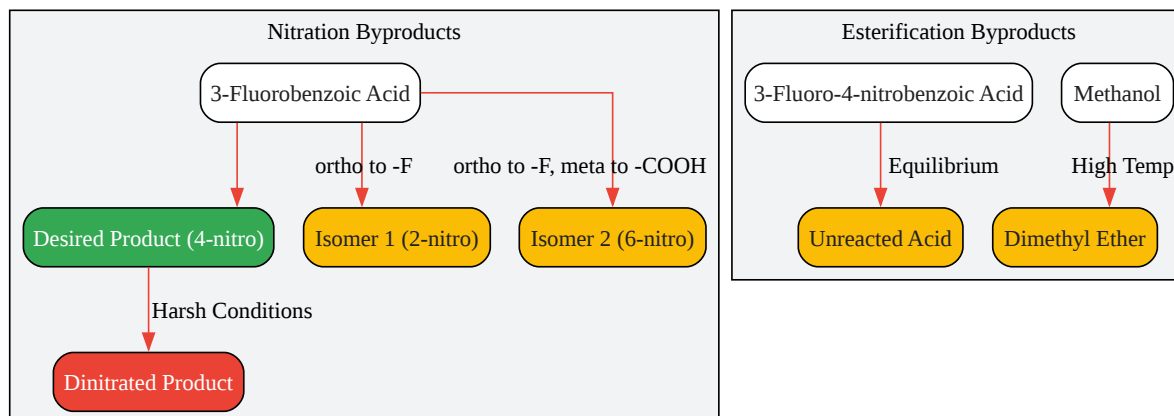 Nitration Byproducts
3-Fluorobenzoic Acid
ortho to -F
ortho to -F, meta to -COOH
Desired Product (4-nitro)
Isomer 1 (2-nitro)
Isomer 2 (6-nitro)
Harsh Conditions
Dinitrated Product
Esterification Byproducts
3-Fluoro-4-nitrobenzoic Acid
Methanol
Equilibrium
High Temp
Unreacted Acid
Dimethyl Ether